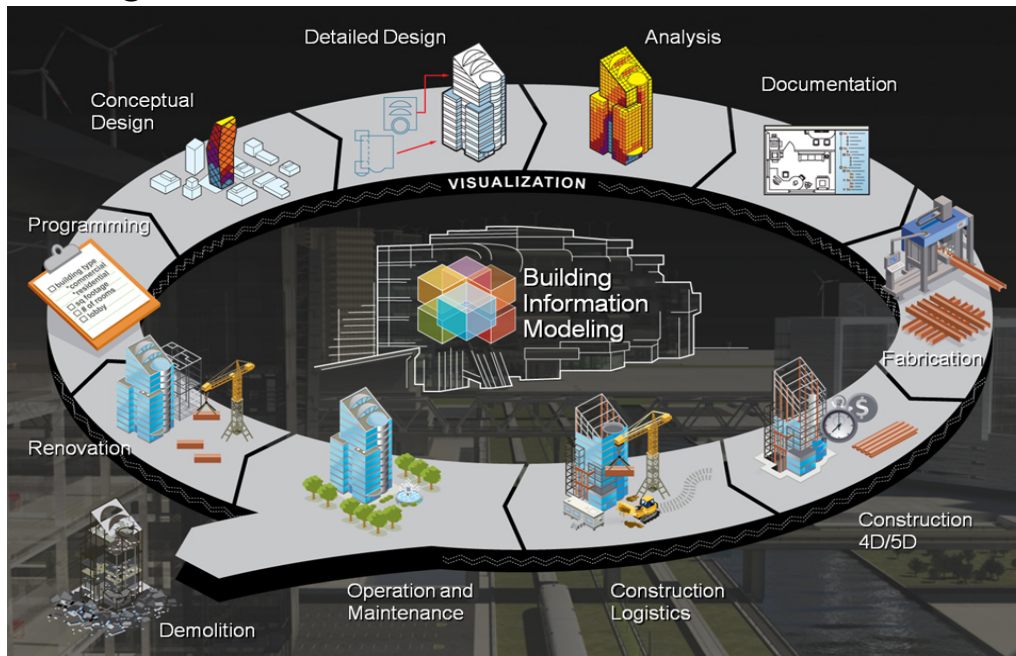 Detailed Design
Analysis
Documentation
Conceptual
Design
VISUALIZATION
Programming
building type
*commercial
*residential
sq footage
# of rooms
lobby
Building
Information
Modeling
Fabrication
$
Renovation
Construction
4D/5D
Operation and
Maintenance
Construction
Logistics
Demolition